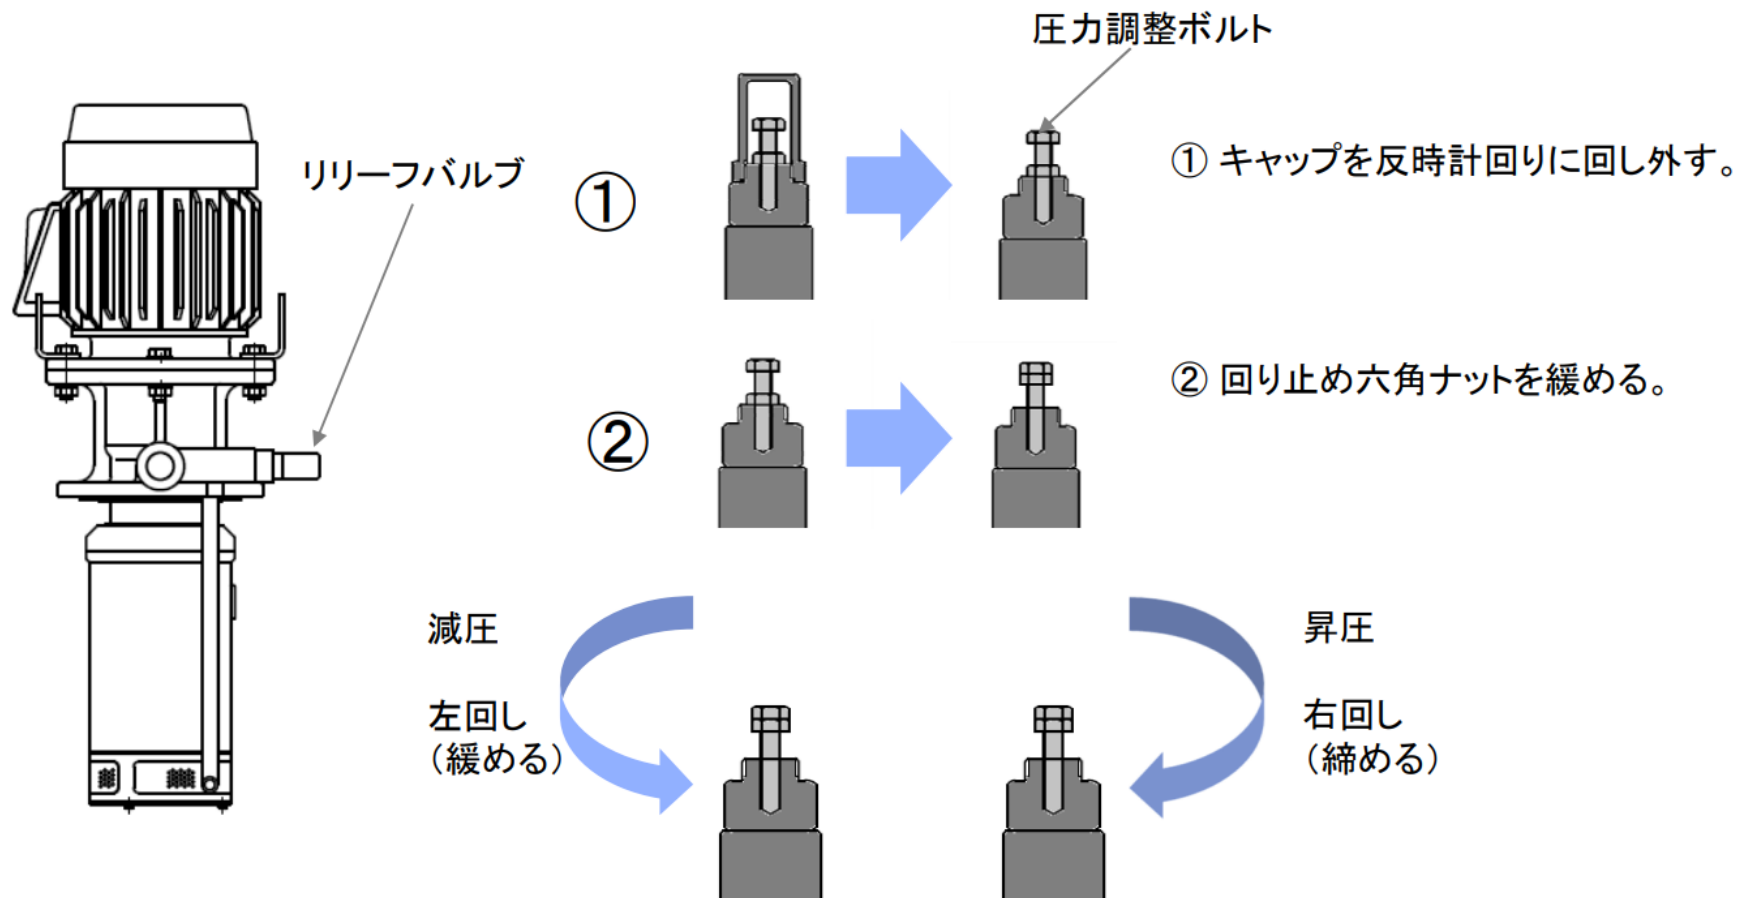 圧力調整ボルト
リリーフバルブ
①
① キャップを反時計回りに回し外す。
②
② 回り止め六角ナットを緩める。
減圧
左回し
（緩める）
昇圧
右回し
（締める）